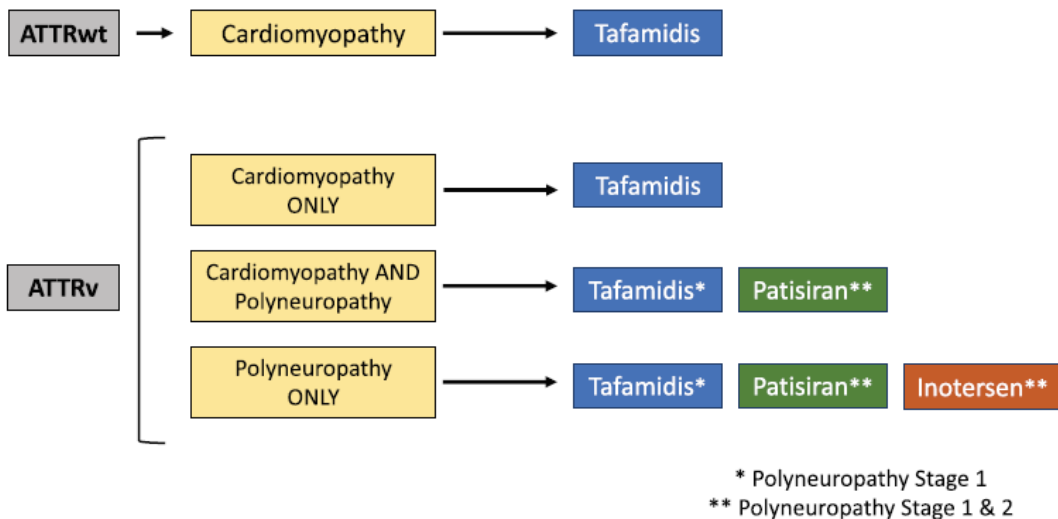 ATTRwt
Cardiomyopathy
Tafamidis
Cardiomyopathy
ONLY
Tafamidis
ATTRv
Cardiomyopathy AND
Polyneuropathy
Tafamidis*
Patisiran**
Polyneuropathy
ONLY
Tafamidis*
Patisiran**
Inotersen**
* Polyneuropathy Stage 1
** Polyneuropathy Stage 1 & 2